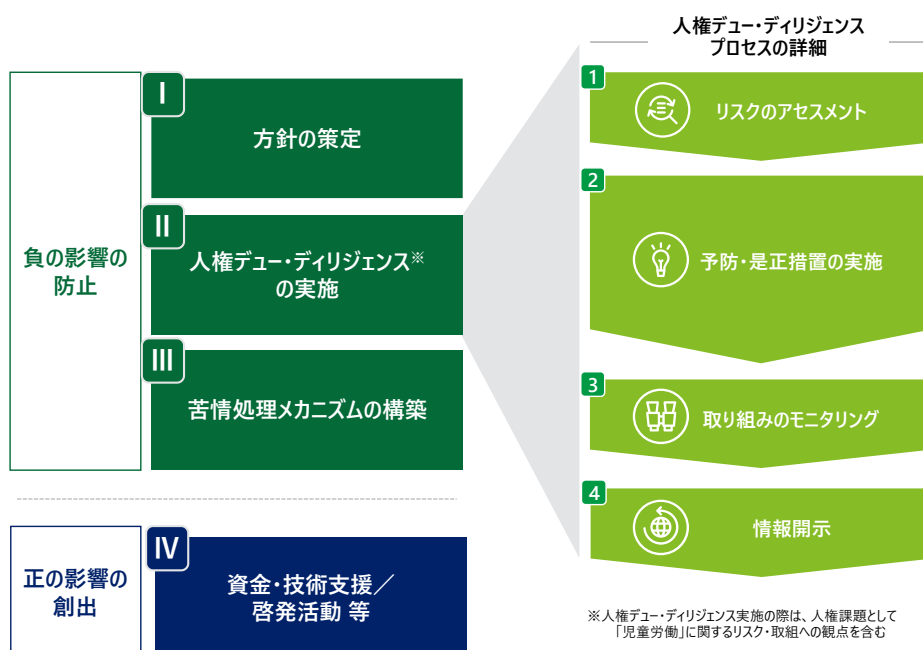 負の影響の
防止
I
方針の策定
II
人権デュー・ディリジェンス※
の実施
III
苦情処理メカニズムの構築
正の影響の
創出
IV
資金・技術支援／
啓発活動 等
人権デュー・ディリジェンス
プロセスの詳細
1
リスクのアセスメント
2
予防・是正措置の実施
3
取り組みのモニタリング
4
情報開示
※人権デュー・ディリジェンス実施の際は、人権課題として
「児童労働」に関するリスク・取組への観点を含む